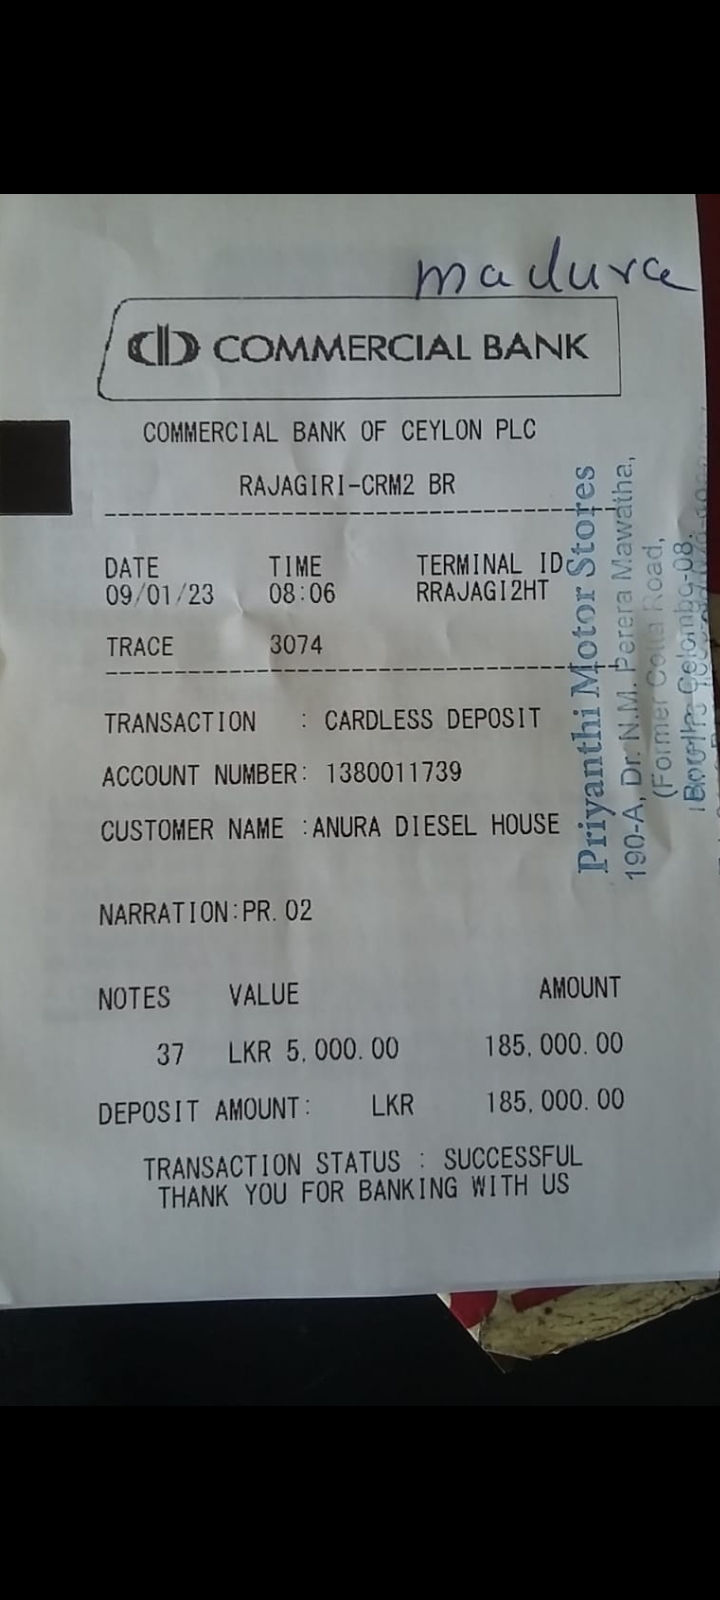 madura
COMMERCIAL BANK
COMMERCIAL BANK OF CEYLON PLC
RAJAGIRI-CRM2 BR
DATE TIME TERMINAL ID
09/01/23 08:06 RRAJAGI2HT
TRACE 3074
TRANSACTION : CARDLESS DEPOSIT
ACCOUNT NUMBER: 1380011739
CUSTOMER NAME :ANURA DIESEL HOUSE
NARRATION:PR.02
NOTES VALUE AMOUNT
37 LKR 5,000.00 185,000.00
DEPOSIT AMOUNT: LKR 185,000.00
TRANSACTION STATUS : SUCCESSFUL
THANK YOU FOR BANKING WITH US
Priyanthi Motor Stores
190-A, Dr. N.M. Perera Mawatha,
(Former Cotta Road,
Colombo-08.